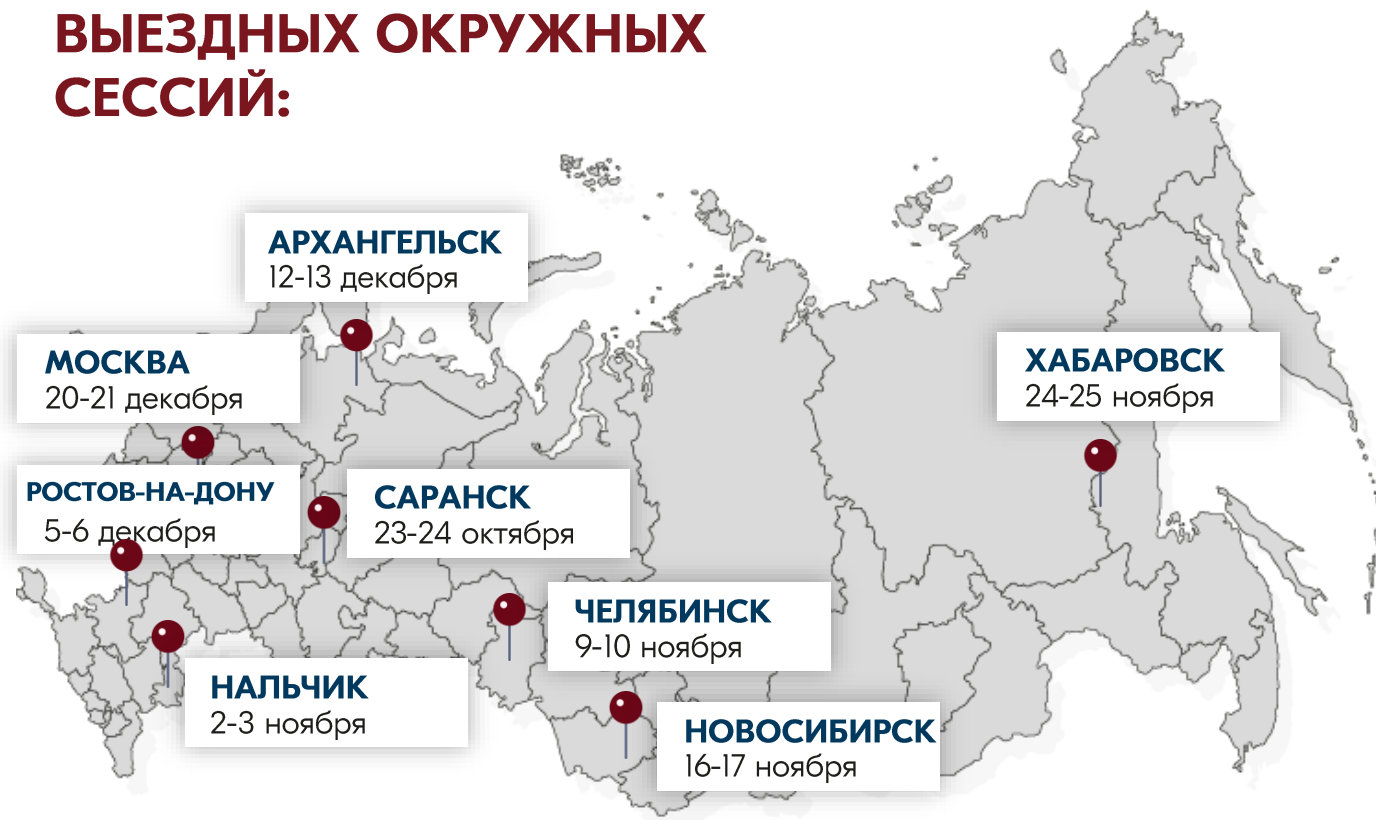 ВЫЕЗДНЫХ ОКРУЖНЫХ
СЕССИЙ:
АРХАНГЕЛЬСК
12-13 декабря
МОСКВА
20-21 декабря
ХАБАРОВСК
24-25 ноября
РОСТОВ-НА-ДОНУ
5-6 декабря
САРАНСК
23-24 октября
ЧЕЛЯБИНСК
9-10 ноября
НАЛЬЧИК
2-3 ноября
НОВОСИБИРСК
16-17 ноября